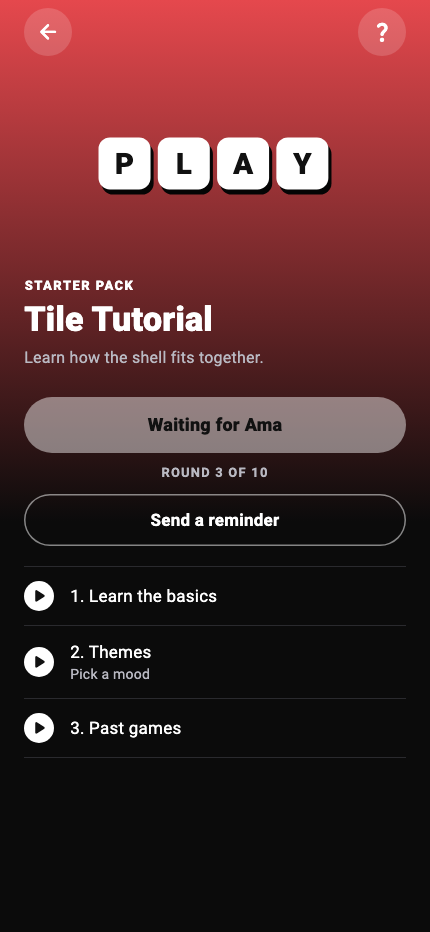 ?
PLAY
STARTER PACK
Tile Tutorial
Learn how the shell fits together.
Waiting for Ama
ROUND 3 OF 10
Send a reminder
1. Learn the basics
2. Themes
Pick a mood
3. Past games